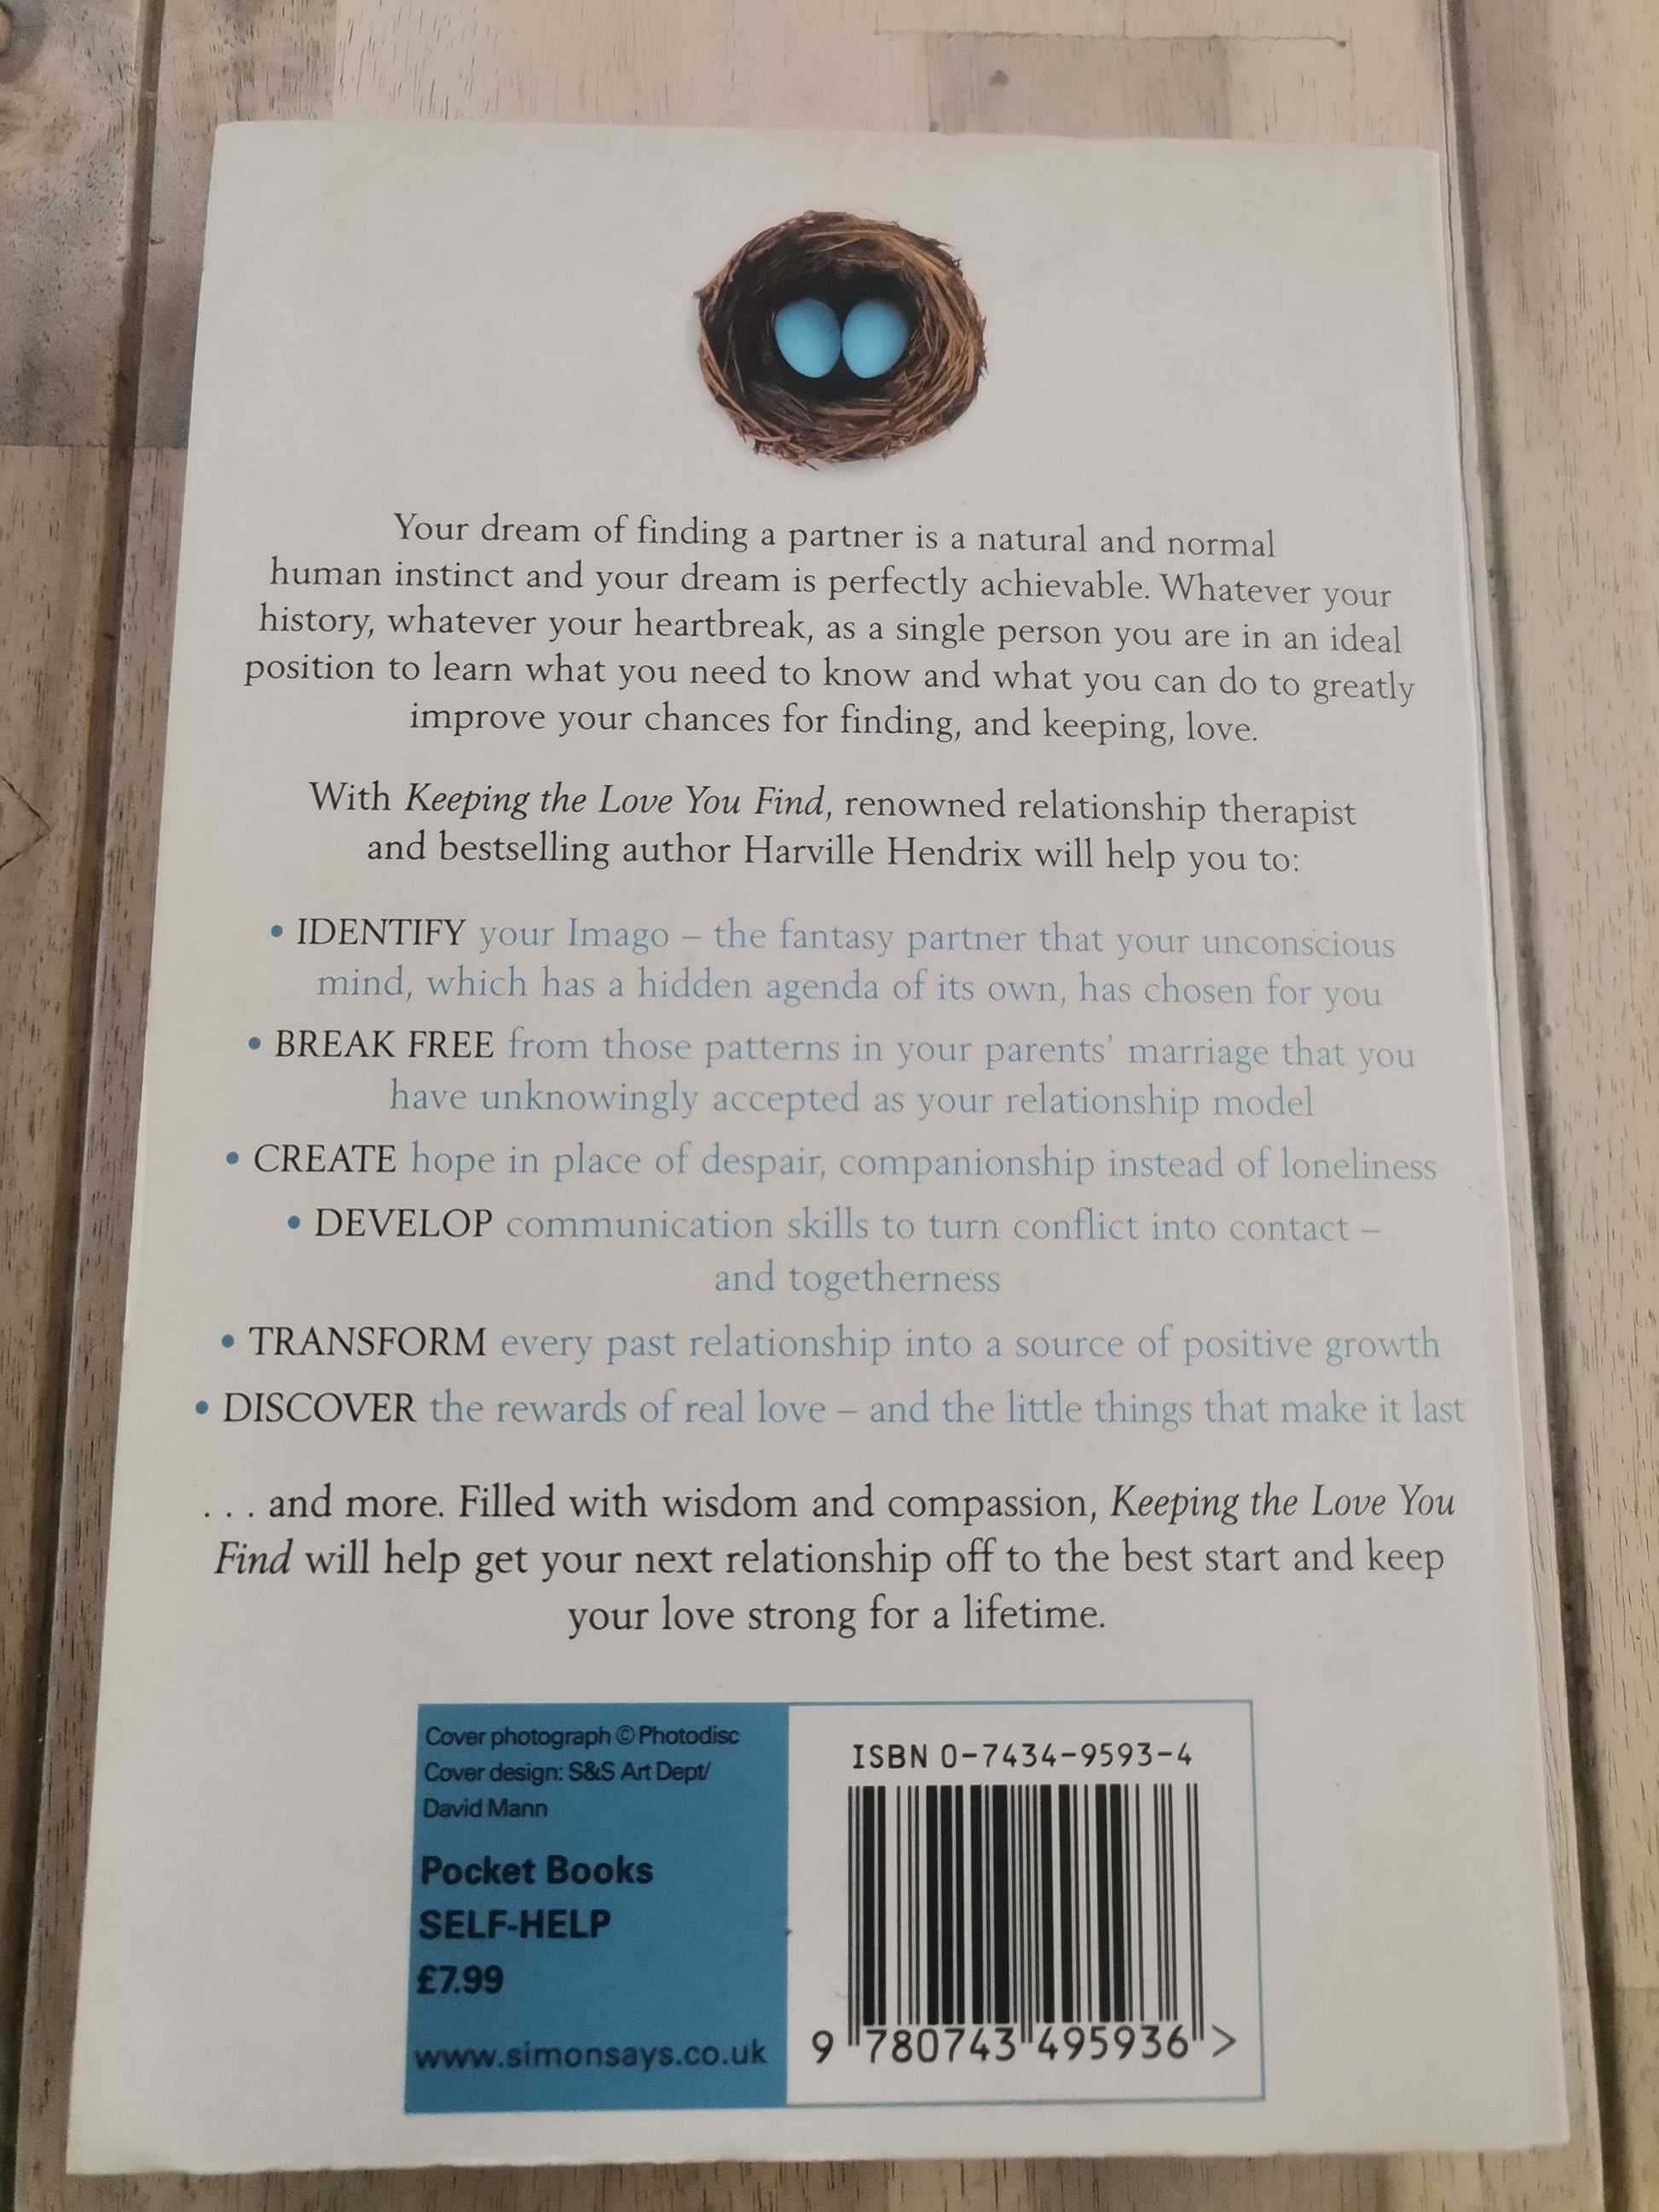 Your dream of finding a partner is a natural and normal
human instinct and your dream is perfectly achievable. Whatever your
history, whatever your heartbreak, as a single person you are in an ideal
position to learn what you need to know and what you can do to greatly
improve your chances for finding, and keeping, love.
With Keeping the Love You Find, renowned relationship therapist
and bestselling author Harville Hendrix will help you to:
• IDENTIFY your Imago – the fantasy partner that your unconscious
mind, which has a hidden agenda of its own, has chosen for you
• BREAK FREE from those patterns in your parents' marriage that you
have unknowingly accepted as your relationship model
• CREATE hope in place of despair, companionship instead of loneliness
• DEVELOP communication skills to turn conflict into contact –
and togetherness
• TRANSFORM every past relationship into a source of positive growth
• DISCOVER the rewards of real love – and the little things that make it last
. . . and more. Filled with wisdom and compassion, Keeping the Love You
Find will help get your next relationship off to the best start and keep
your love strong for a lifetime.
Cover photograph © Photodisc
Cover design: S&S Art Dept/
David Mann
Pocket Books
SELF-HELP
£7.99
www.simonsays.co.uk
ISBN 0-7434-9593-4
9 780743 495936 >